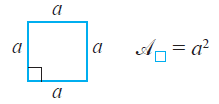 a
a a 𝒜□ = a²
a